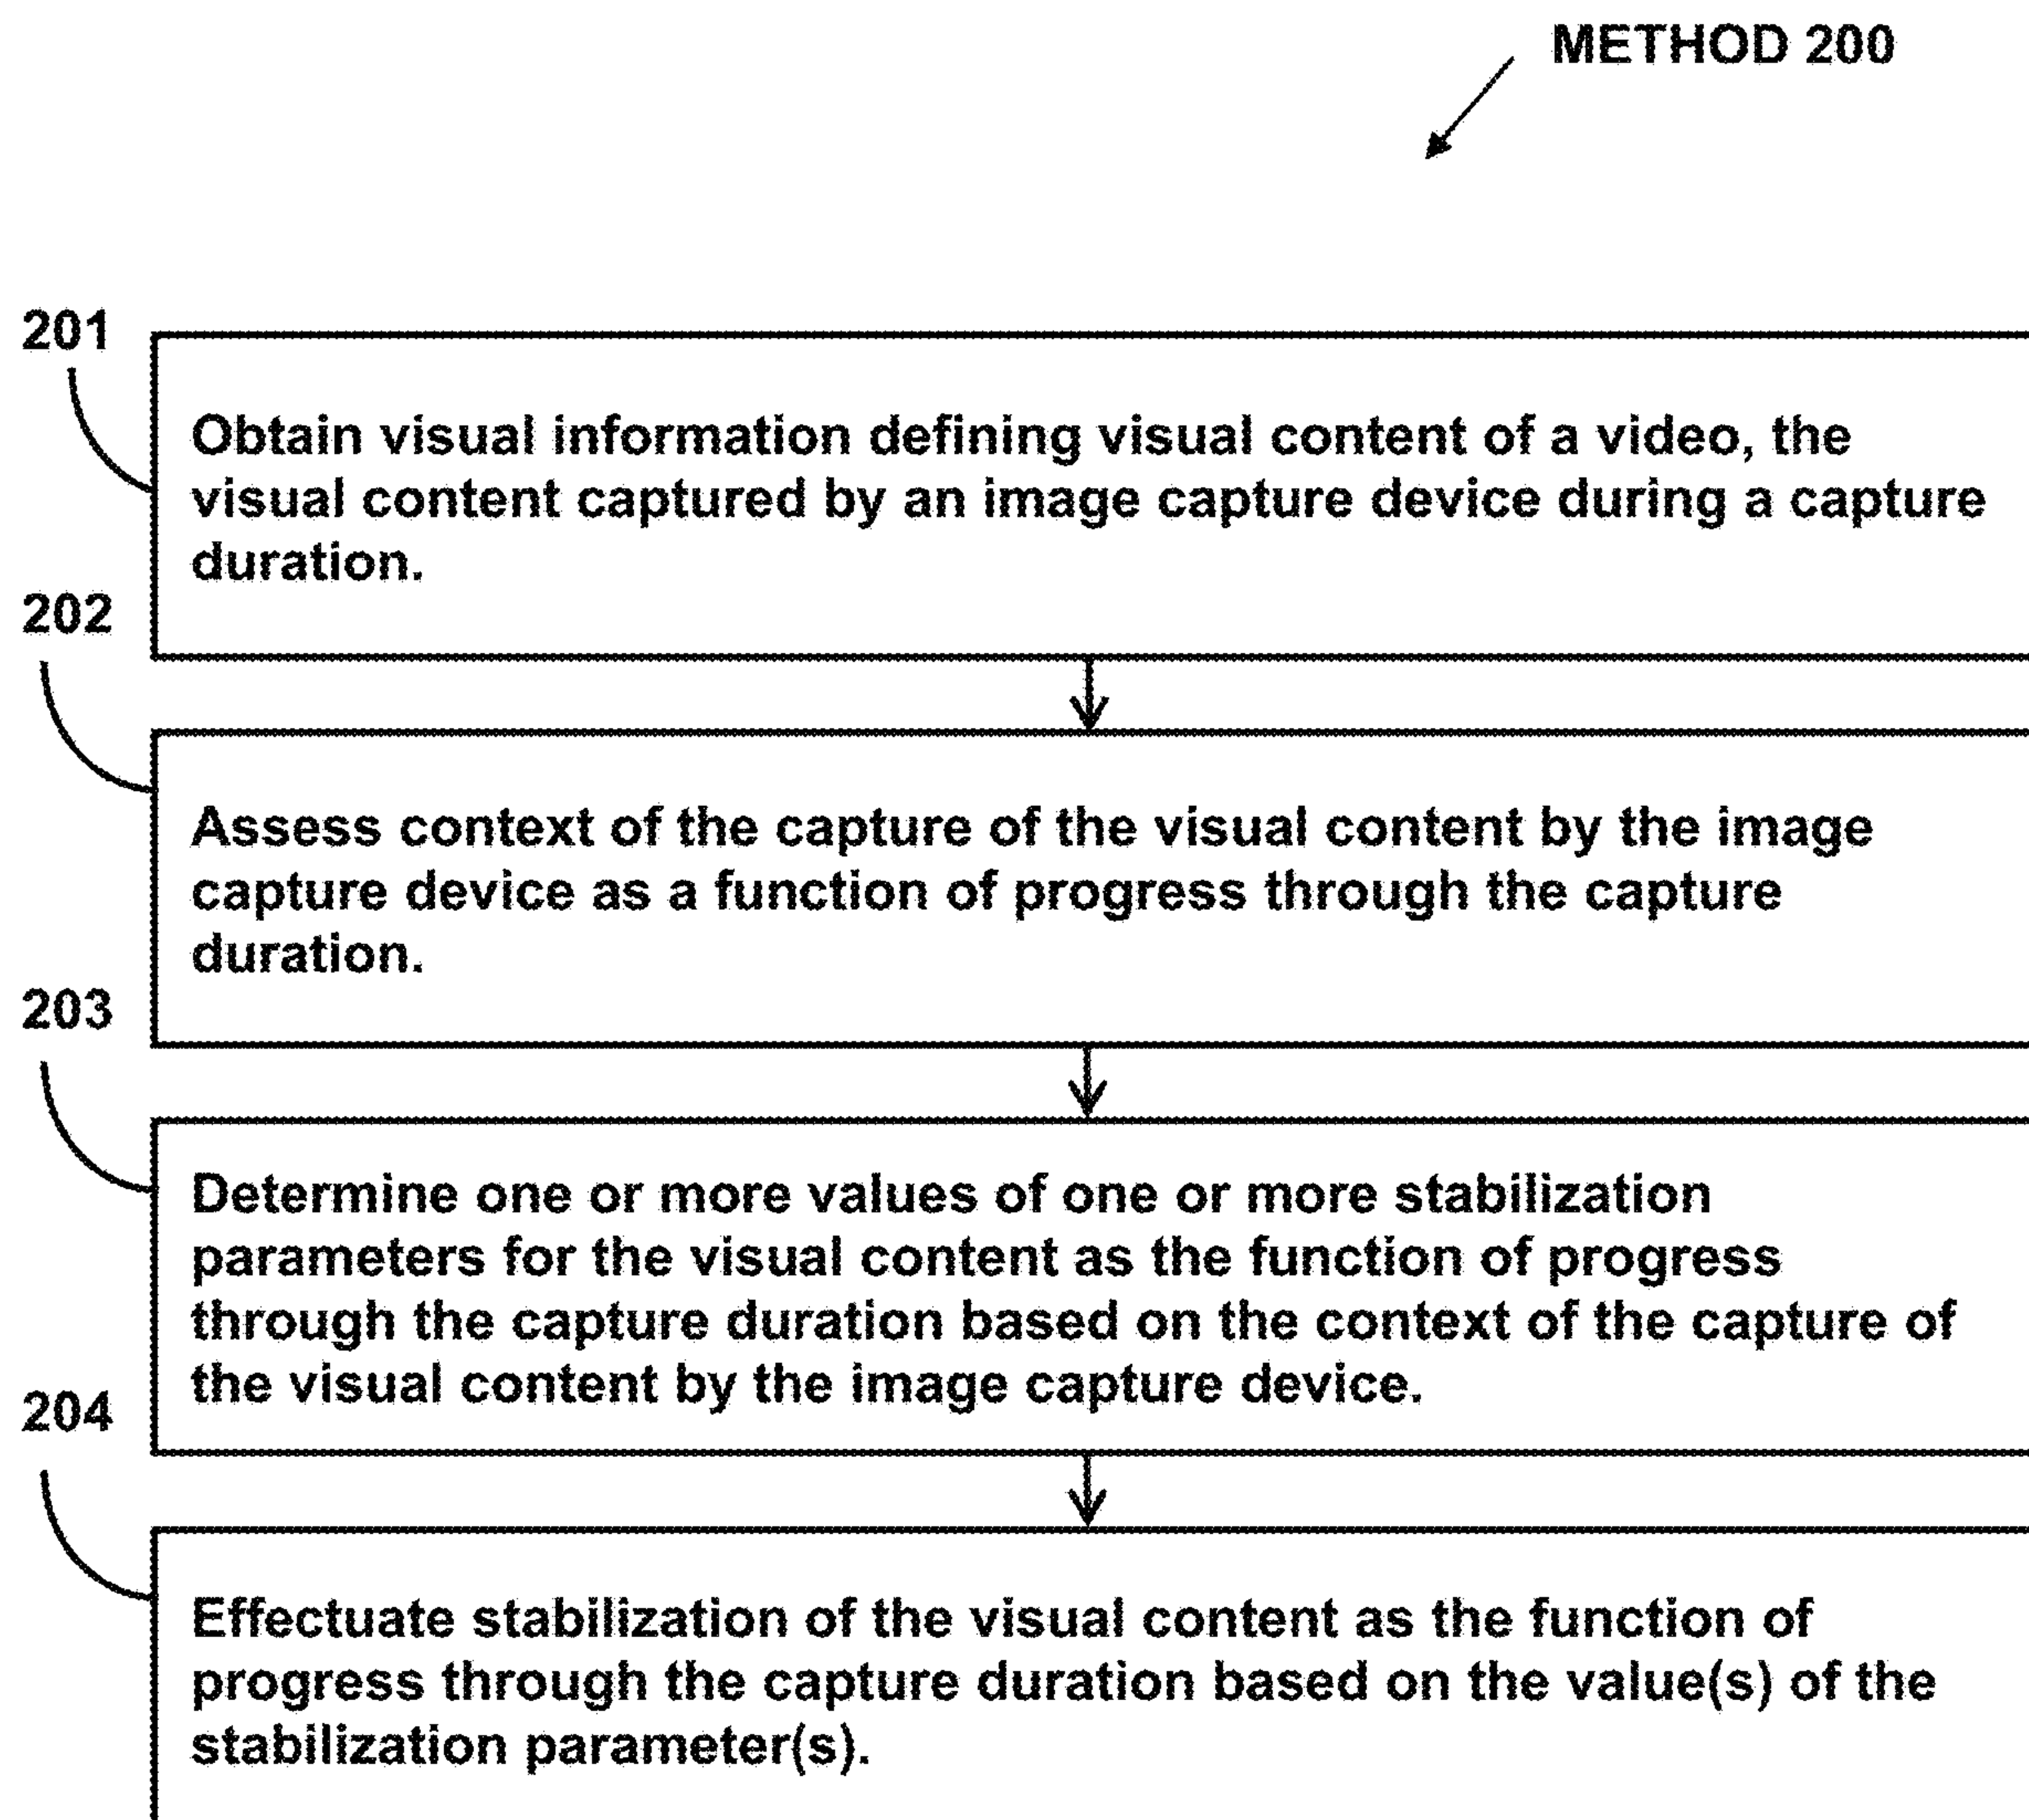 METHOD 200
201
Obtain visual information defining visual content of a video, the
visual content captured by an image capture device during a capture
duration.
202
Assess context of the capture of the visual content by the image
capture device as a function of progress through the capture
duration.
203
Determine one or more values of one or more stabilization
parameters for the visual content as the function of progress
through the capture duration based on the context of the capture of
the visual content by the image capture device.
204
Effectuate stabilization of the visual content as the function of
progress through the capture duration based on the value(s) of the
stabilization parameter(s).